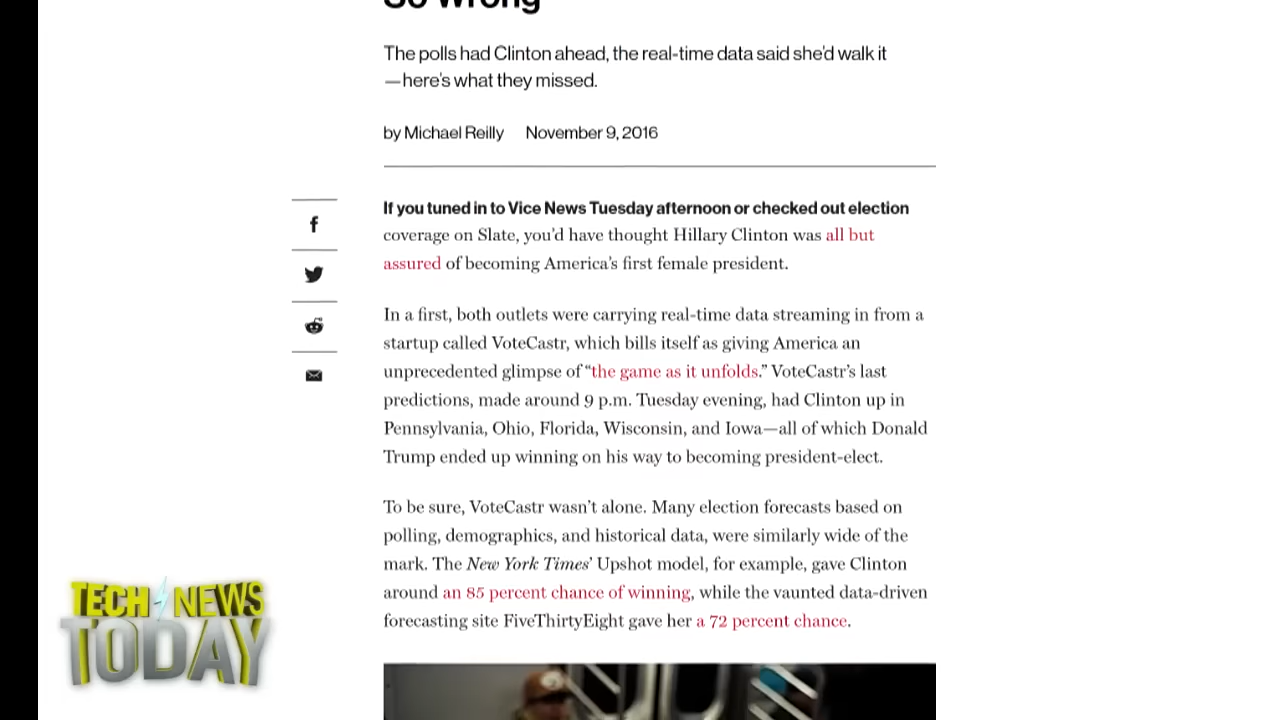 So Wrong
The polls had Clinton ahead, the real-time data said she'd walk it
—here's what they missed.
by Michael Reilly November 9, 2016
If you tuned in to Vice News Tuesday afternoon or checked out election
coverage on Slate, you'd have thought Hillary Clinton was all but
assured of becoming America's first female president.
In a first, both outlets were carrying real-time data streaming in from a
startup called VoteCastr, which bills itself as giving America an
unprecedented glimpse of “the game as it unfolds.” VoteCastr's last
predictions, made around 9 p.m. Tuesday evening, had Clinton up in
Pennsylvania, Ohio, Florida, Wisconsin, and Iowa—all of which Donald
Trump ended up winning on his way to becoming president-elect.
To be sure, VoteCastr wasn't alone. Many election forecasts based on
polling, demographics, and historical data, were similarly wide of the
mark. The New York Times' Upshot model, for example, gave Clinton
around an 85 percent chance of winning, while the vaunted data-driven
forecasting site FiveThirtyEight gave her a 72 percent chance.
TECH NEWS
TODAY